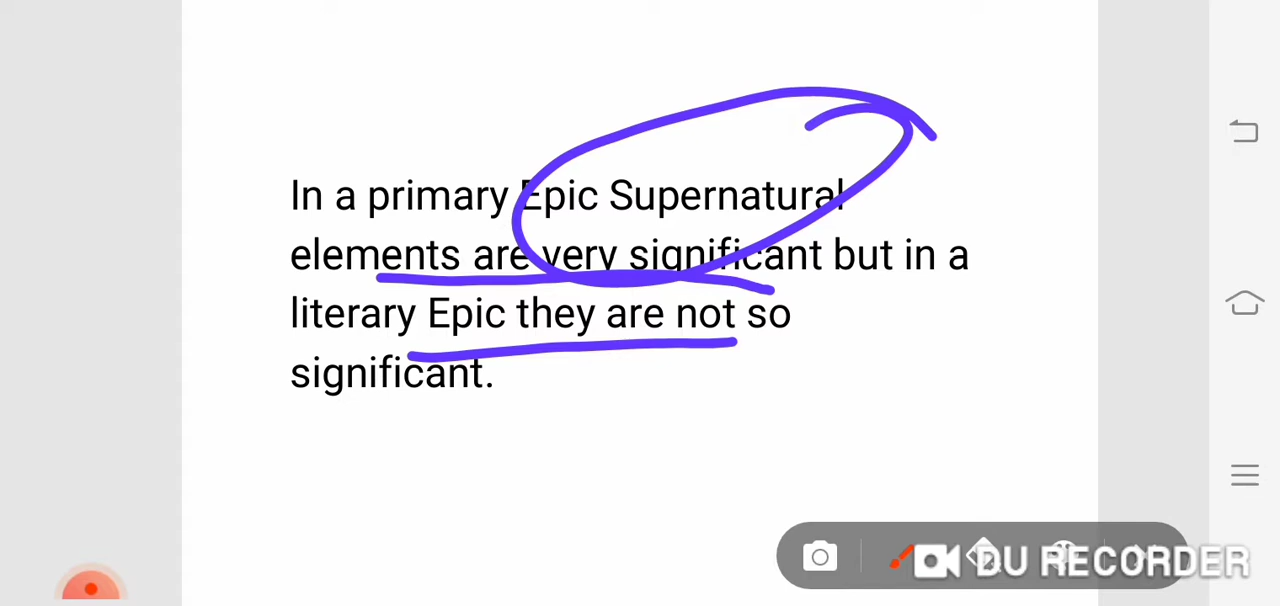 In a primary Epic Supernatural
elements are very significant but in a
literary Epic they are not so
significant.
DU RECORDER